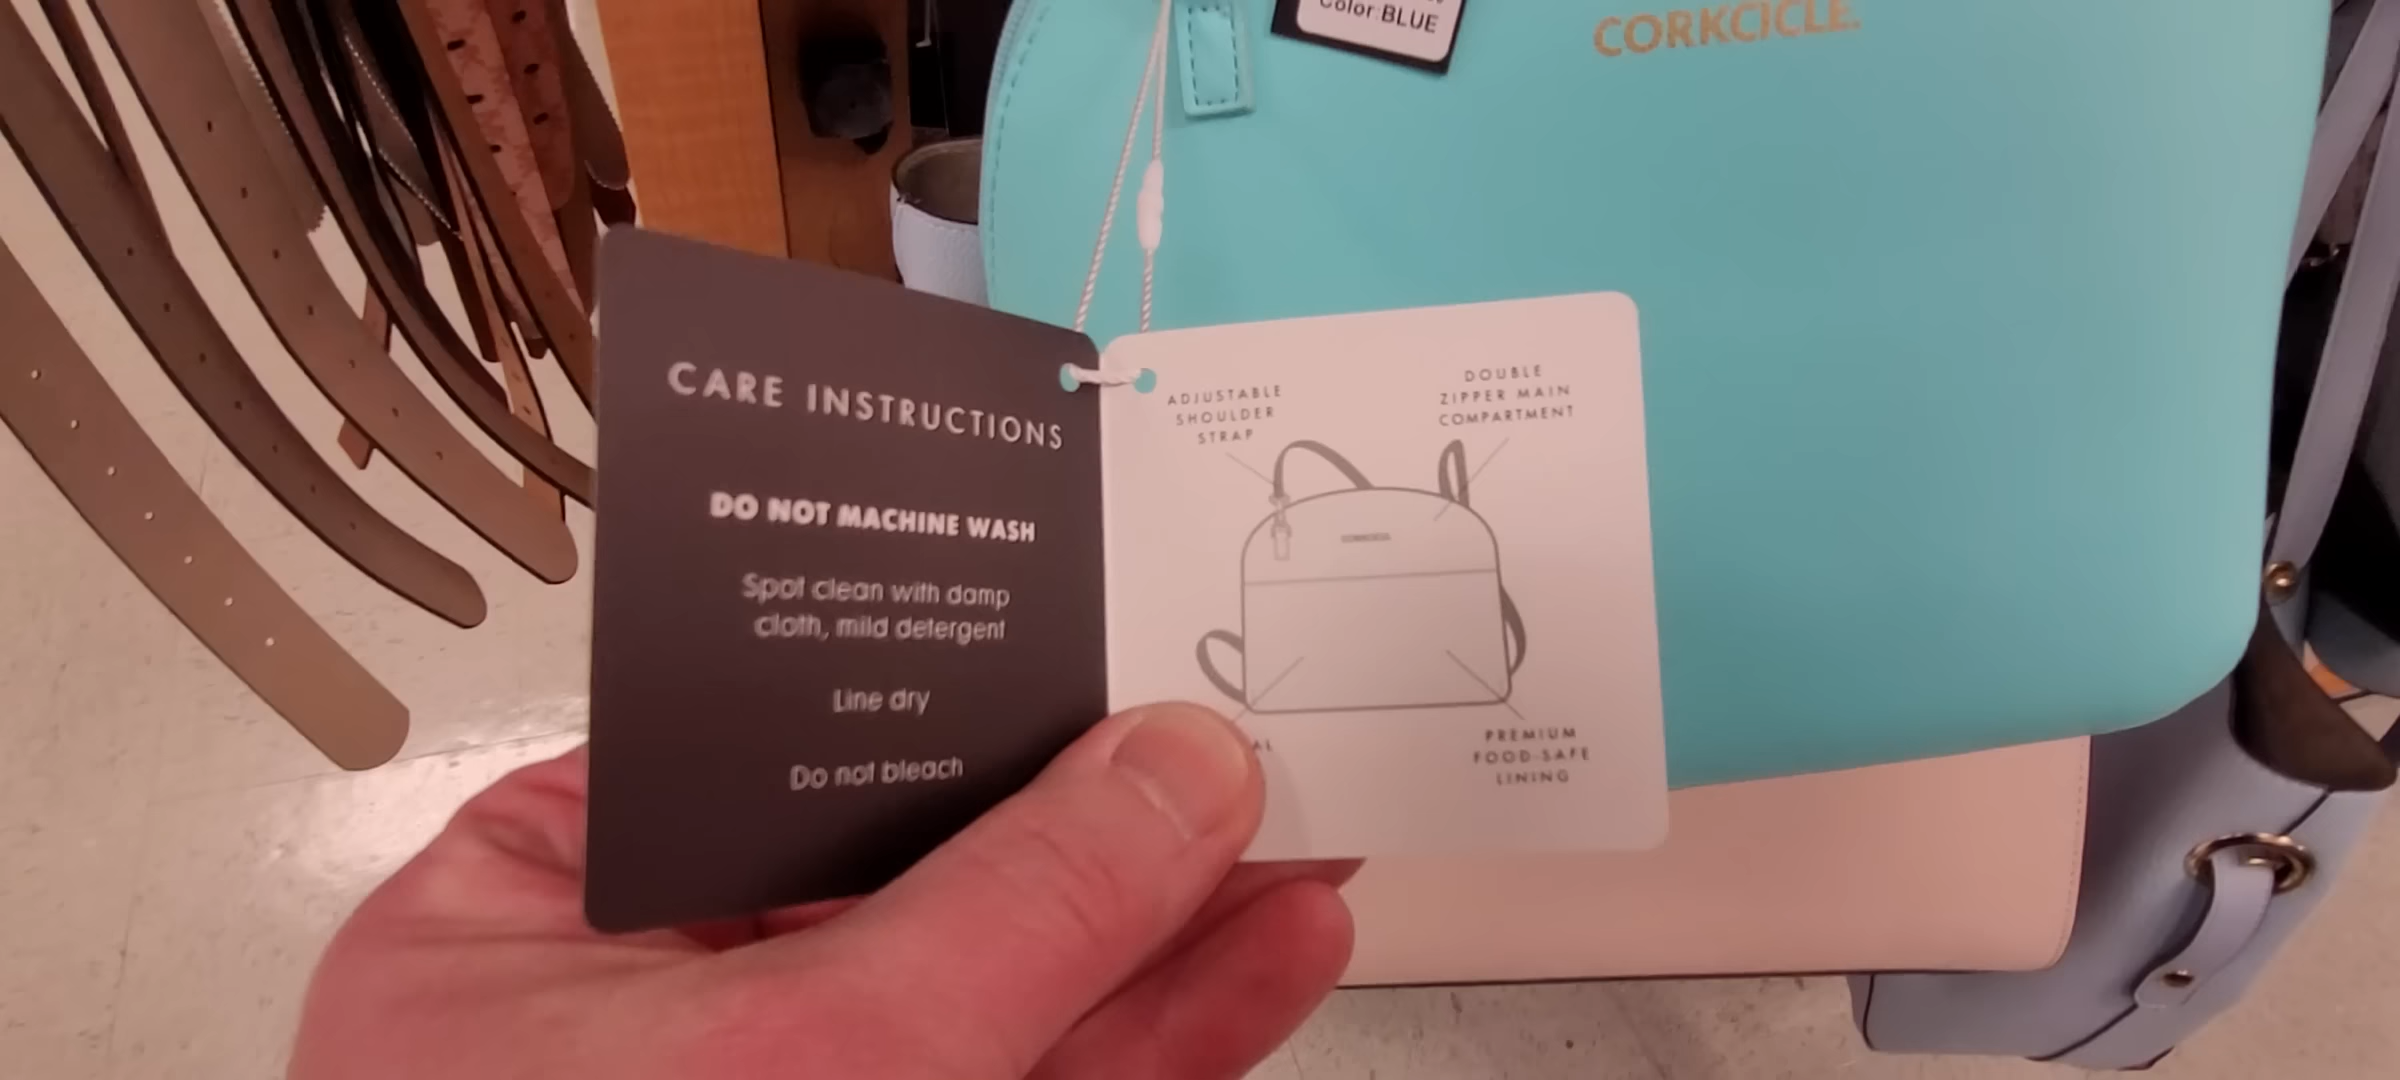 Color:BLUE
CORKCICLE.
CARE INSTRUCTIONS
DO NOT MACHINE WASH
Spot clean with damp
cloth, mild detergent
Line dry
Do not bleach
ADJUSTABLE
SHOULDER
STRAP
DOUBLE
ZIPPER MAIN
COMPARTMENT
CORKCICLE
PREMIUM
FOOD-SAFE
LINING